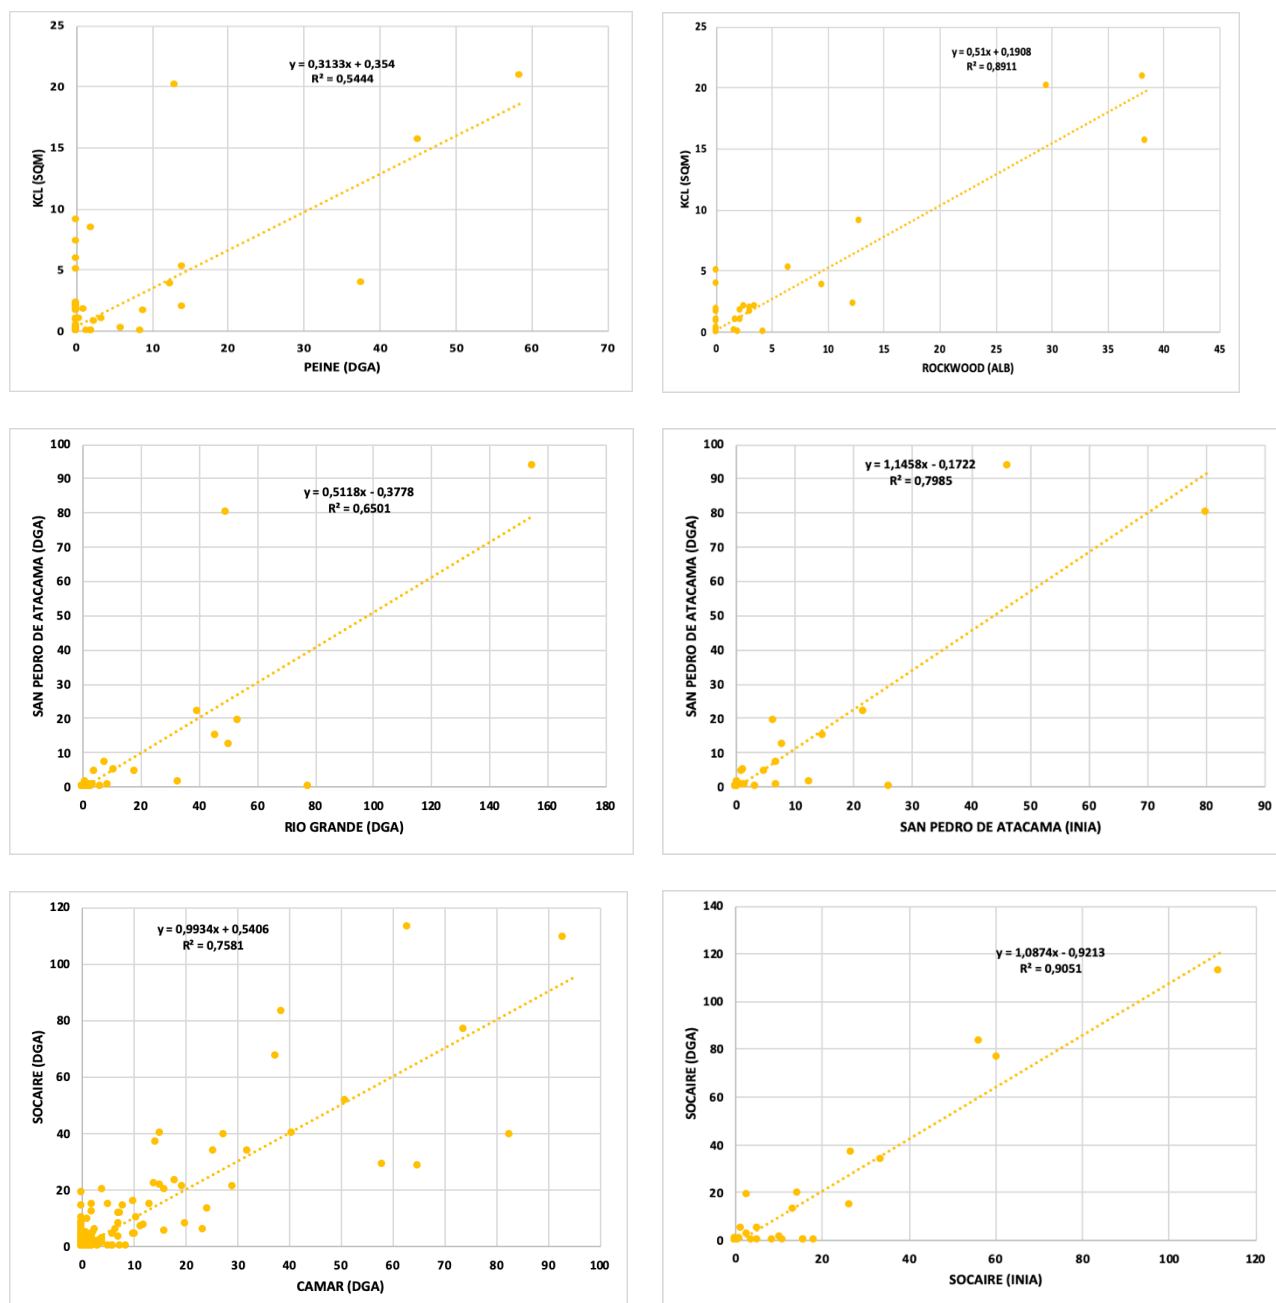 25
20
15
10
5
0
KCL (SQM)
y = 0,3133x + 0,354
R² = 0,5444
0 10 20 30 40 50 60 70
PEINE (DGA)
25
20
15
10
5
0
KCL (SQM)
y = 0,51x + 0,1908
R² = 0,8911
0 5 10 15 20 25 30 35 40 45
ROCKWOOD (ALB)
100
90
80
70
60
50
40
30
20
10
0
SAN PEDRO DE ATACAMA (DGA)
y = 0,5118x - 0,3778
R² = 0,6501
0 20 40 60 80 100 120 140 160 180
RIO GRANDE (DGA)
100
90
80
70
60
50
40
30
20
10
0
SAN PEDRO DE ATACAMA (DGA)
y = 1,1458x - 0,1722
R² = 0,7985
0 10 20 30 40 50 60 70 80 90
SAN PEDRO DE ATACAMA (INIA)
120
100
80
60
40
20
0
SOCAIRE (DGA)
y = 0,9934x + 0,5406
R² = 0,7581
0 10 20 30 40 50 60 70 80 90 100
CAMAR (DGA)
140
120
100
80
60
40
20
0
SOCAIRE (DGA)
y = 1,0874x - 0,9213
R² = 0,9051
0 20 40 60 80 100 120
SOCAIRE (INIA)